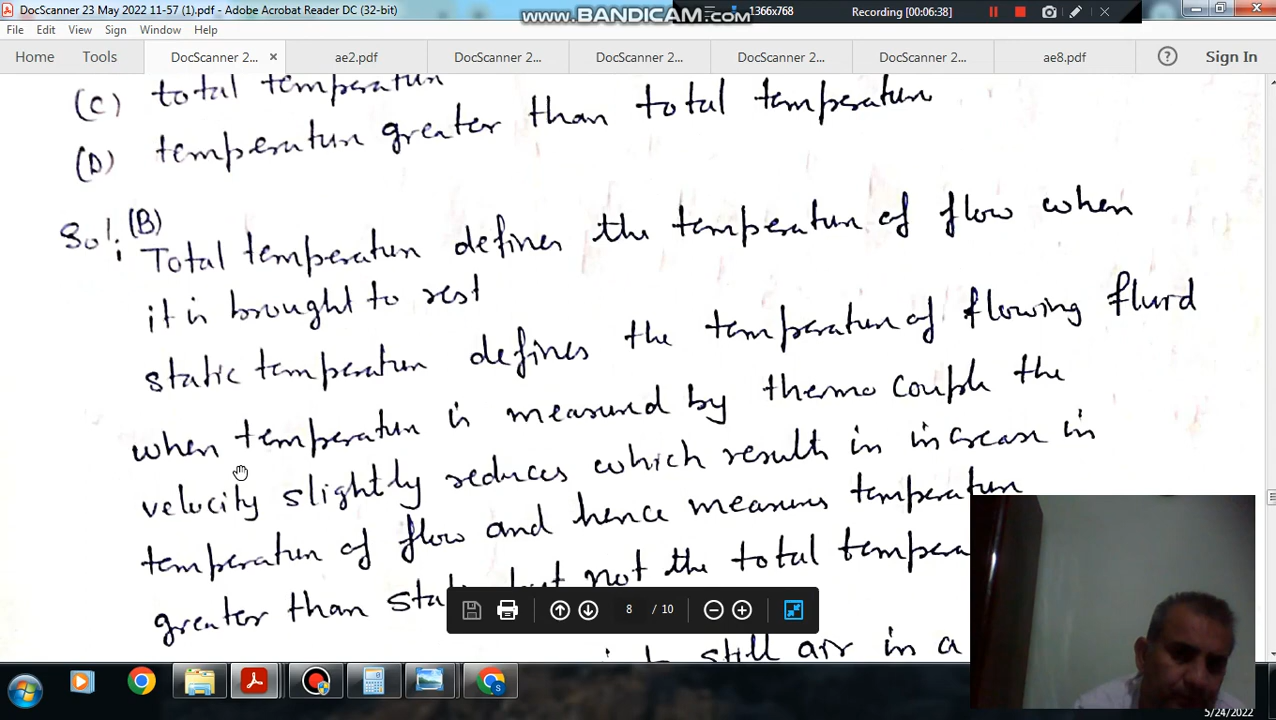 DocScanner 23 May 2022 11-57 (1).pdf - Adobe Acrobat Reader DC (32-bit)
www.BANDICAM.com
1366x768
Recording [00:06:38]
File Edit View Sign Window Help
Home Tools DocScanner 2... × ae2.pdf DocScanner 2... DocScanner 2... DocScanner 2... DocScanner 2... ae8.pdf ? Sign In
(C) total temperature
(D) temperature greater than total temperature
Sol: (B)
Total temperature defines the temperature of flow when
it is brought to rest
static temperature defines the temperature of flowing fluid
when temperature is measured by thermo couple the
velocity slightly reduces which result in increase in
temperature of flow and hence measures temperature
greater than but not the total
still air in a
8 / 10
5/24/2022